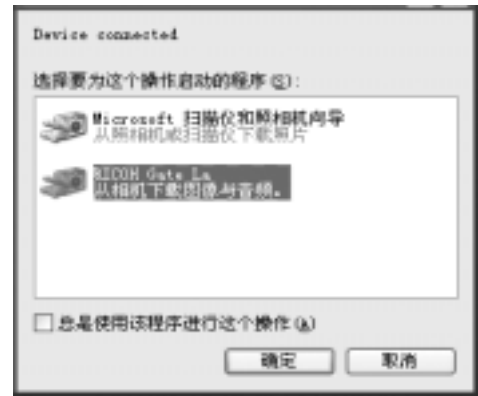 Device connected
选择要为这个操作启动的程序(S):
Microsoft 扫描仪和照相机向导
从照相机或扫描仪下载照片
RICOH Gate La
从相机下载图像与音频。
总是使用该程序进行这个操作(A)
确定
取消